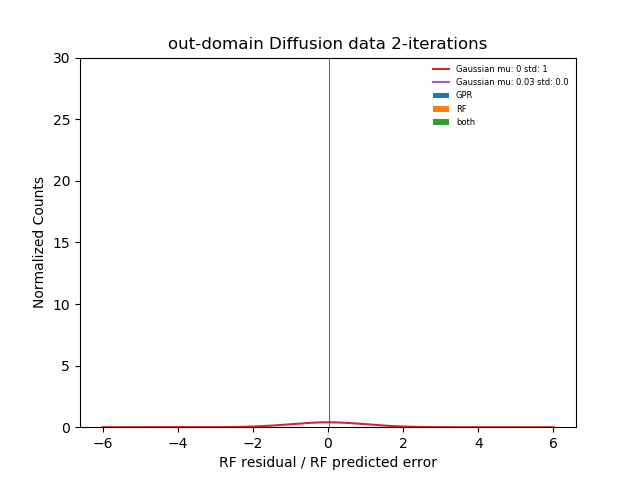 out-domain Diffusion data 2-iterations
Gaussian mu: 0 std: 1
Gaussian mu: 0.03 std: 0.0
GPR
RF
both
Normalized Counts
30
25
20
15
10
5
0
−6
−4
−2
0
2
4
6
RF residual / RF predicted error